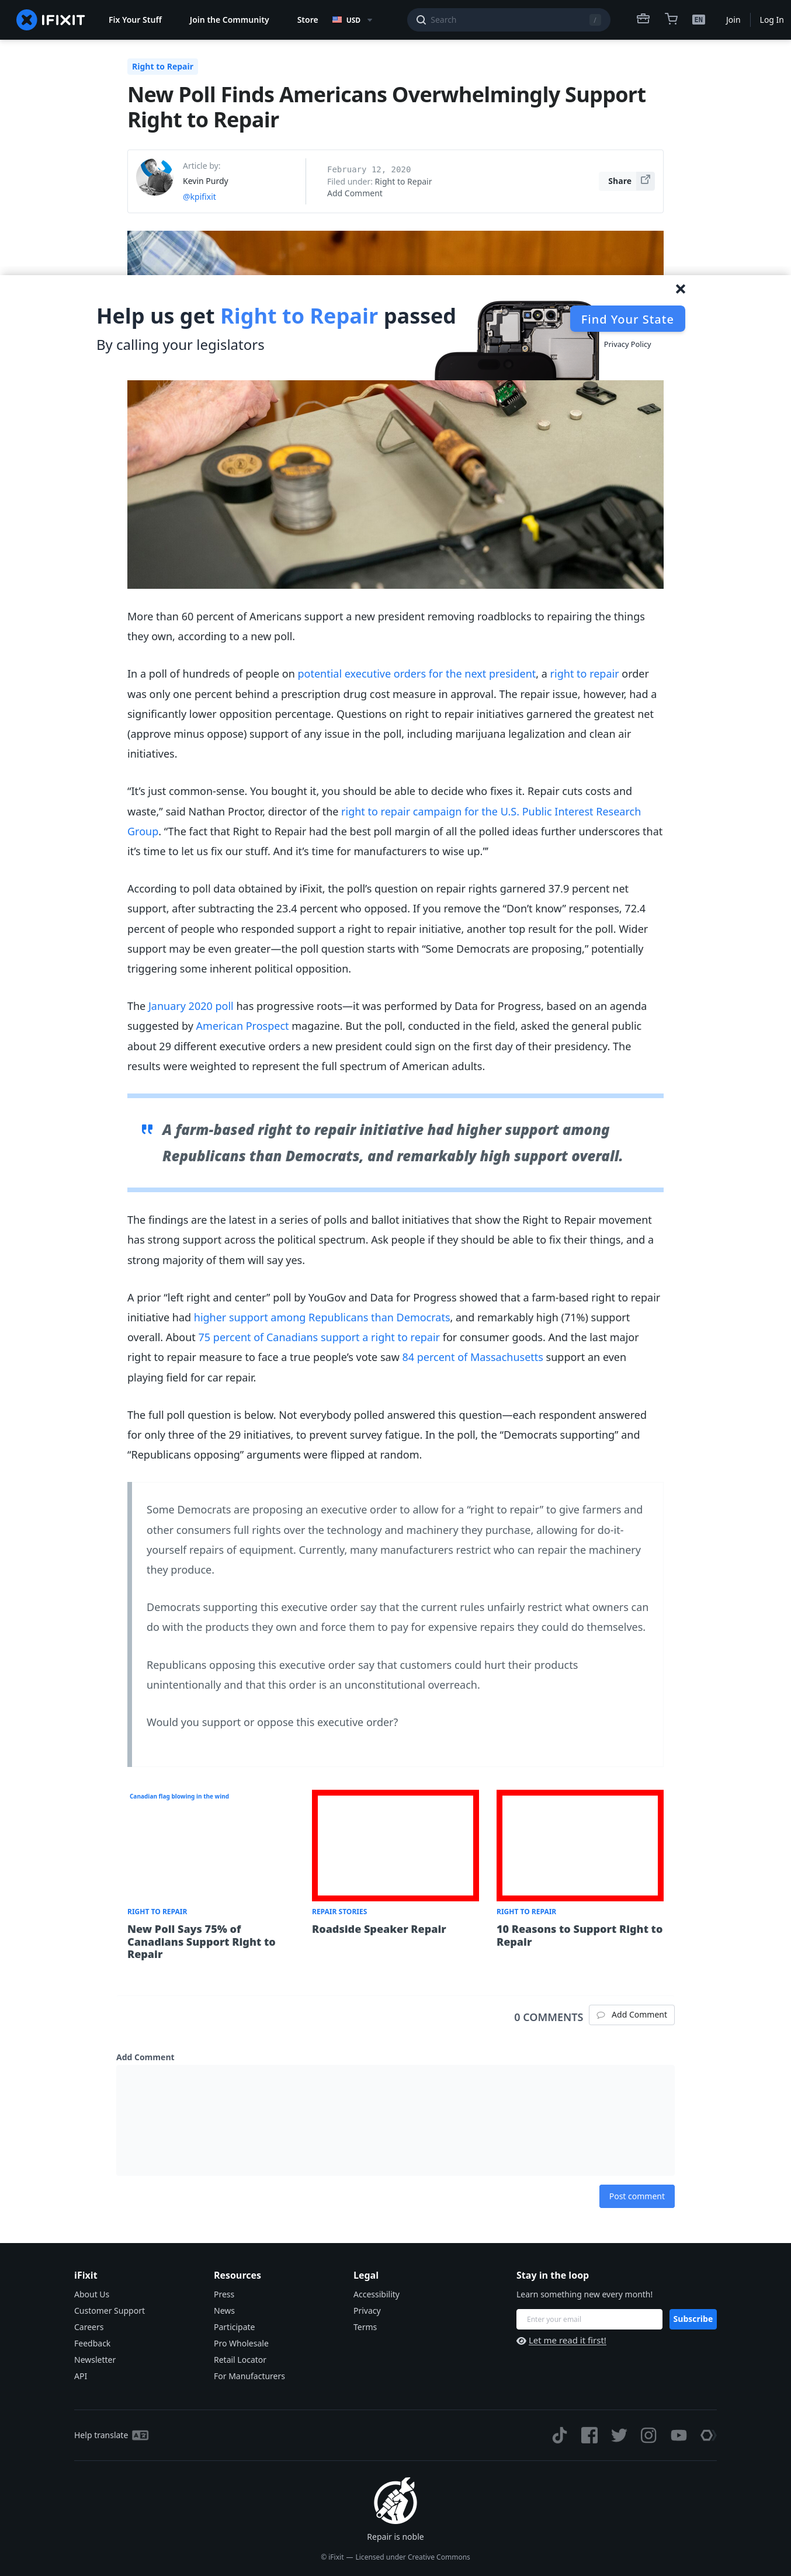 IFIXIT
Fix Your Stuff
Join the Community
Store
USD
Search
/
EN
Join
Log In
Right to Repair
New Poll Finds Americans Overwhelmingly Support
Right to Repair
Article by:
Kevin Purdy
@kpifixit
February 12, 2020
Filed under: Right to Repair
Add Comment
Share
Help us get Right to Repair passed
By calling your legislators
Find Your State
Privacy Policy
More than 60 percent of Americans support a new president removing roadblocks to repairing the things
they own, according to a new poll.
In a poll of hundreds of people on potential executive orders for the next president, a right to repair order
was only one percent behind a prescription drug cost measure in approval. The repair issue, however, had a
significantly lower opposition percentage. Questions on right to repair initiatives garnered the greatest net
(approve minus oppose) support of any issue in the poll, including marijuana legalization and clean air
initiatives.
“It’s just common-sense. You bought it, you should be able to decide who fixes it. Repair cuts costs and
waste,” said Nathan Proctor, director of the right to repair campaign for the U.S. Public Interest Research
Group. “The fact that Right to Repair had the best poll margin of all the polled ideas further underscores that
it’s time to let us fix our stuff. And it’s time for manufacturers to wise up.’”
According to poll data obtained by iFixit, the poll’s question on repair rights garnered 37.9 percent net
support, after subtracting the 23.4 percent who opposed. If you remove the “Don’t know” responses, 72.4
percent of people who responded support a right to repair initiative, another top result for the poll. Wider
support may be even greater—the poll question starts with “Some Democrats are proposing,” potentially
triggering some inherent political opposition.
The January 2020 poll has progressive roots—it was performed by Data for Progress, based on an agenda
suggested by American Prospect magazine. But the poll, conducted in the field, asked the general public
about 29 different executive orders a new president could sign on the first day of their presidency. The
results were weighted to represent the full spectrum of American adults.
A farm-based right to repair initiative had higher support among
Republicans than Democrats, and remarkably high support overall.
The findings are the latest in a series of polls and ballot initiatives that show the Right to Repair movement
has strong support across the political spectrum. Ask people if they should be able to fix their things, and a
strong majority of them will say yes.
A prior “left right and center” poll by YouGov and Data for Progress showed that a farm-based right to repair
initiative had higher support among Republicans than Democrats, and remarkably high (71%) support
overall. About 75 percent of Canadians support a right to repair for consumer goods. And the last major
right to repair measure to face a true people’s vote saw 84 percent of Massachusetts support an even
playing field for car repair.
The full poll question is below. Not everybody polled answered this question—each respondent answered
for only three of the 29 initiatives, to prevent survey fatigue. In the poll, the “Democrats supporting” and
“Republicans opposing” arguments were flipped at random.
Some Democrats are proposing an executive order to allow for a “right to repair” to give farmers and
other consumers full rights over the technology and machinery they purchase, allowing for do-it-
yourself repairs of equipment. Currently, many manufacturers restrict who can repair the machinery
they produce.
Democrats supporting this executive order say that the current rules unfairly restrict what owners can
do with the products they own and force them to pay for expensive repairs they could do themselves.
Republicans opposing this executive order say that customers could hurt their products
unintentionally and that this order is an unconstitutional overreach.
Would you support or oppose this executive order?
Canadian flag blowing in the wind
RIGHT TO REPAIR
New Poll Says 75% of
Canadians Support Right to
Repair
REPAIR STORIES
Roadside Speaker Repair
RIGHT TO REPAIR
10 Reasons to Support Right to
Repair
0 COMMENTS
Add Comment
Add Comment
Post comment
iFixit
About Us
Customer Support
Careers
Feedback
Newsletter
API
Resources
Press
News
Participate
Pro Wholesale
Retail Locator
For Manufacturers
Legal
Accessibility
Privacy
Terms
Stay in the loop
Learn something new every month!
Enter your email
Subscribe
Let me read it first!
Help translate
Repair is noble
© iFixit — Licensed under Creative Commons